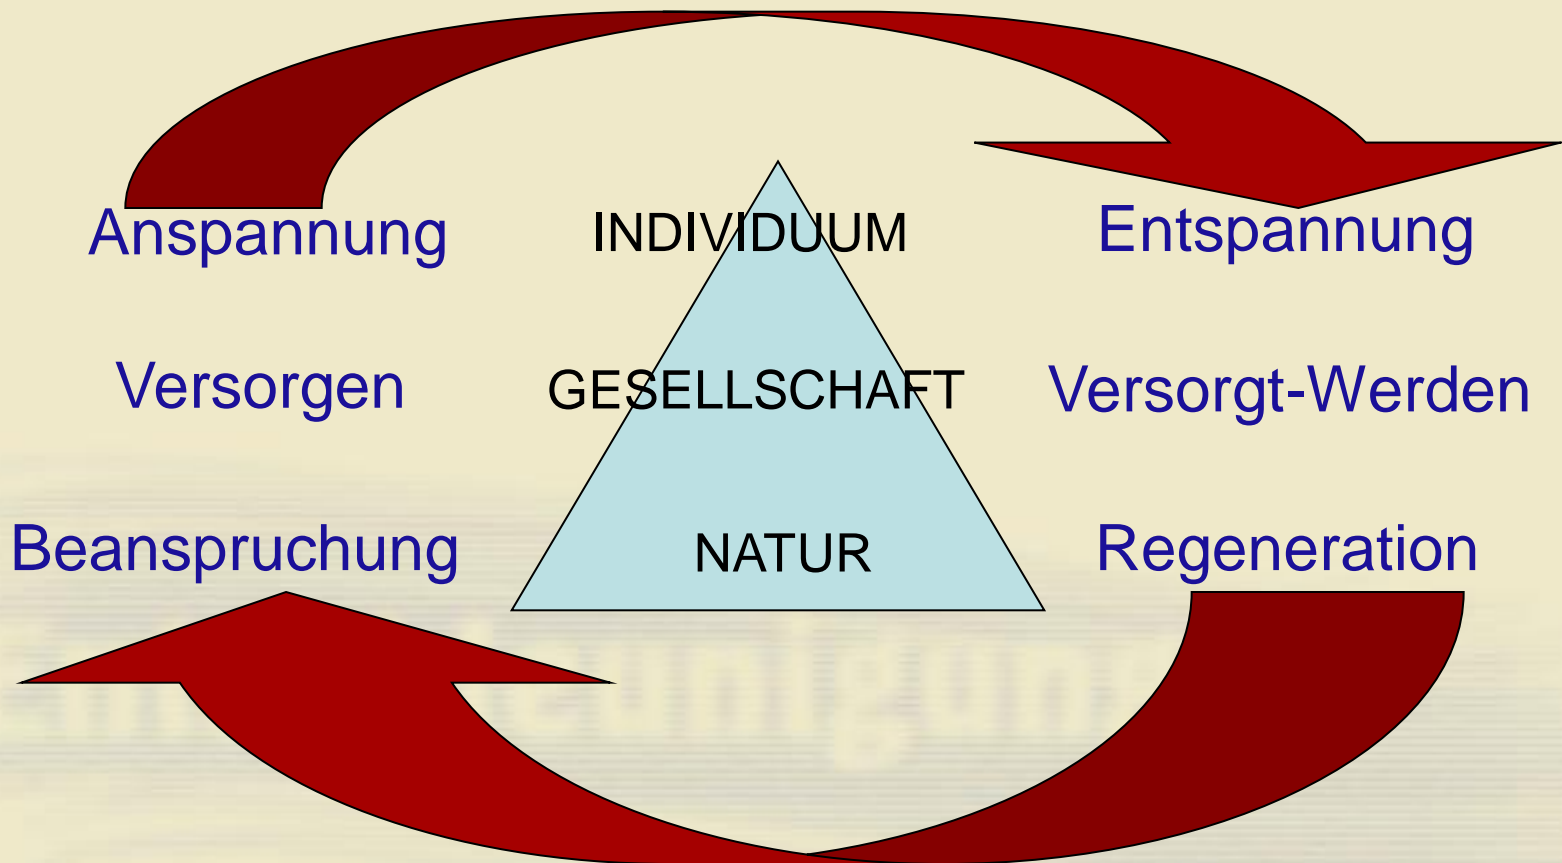 Anspannung INDIVIDUUM Entspannung
Versorgen GESELLSCHAFT Versorgt-Werden
Beanspruchung NATUR Regeneration